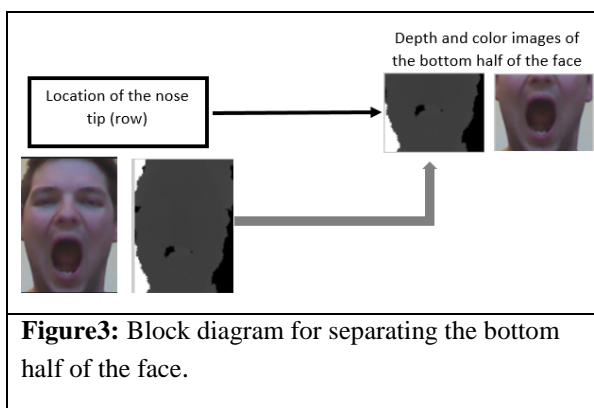 Depth and color images of
the bottom half of the face
Location of the nose
tip (row)
Figure3: Block diagram for separating the bottom
half of the face.